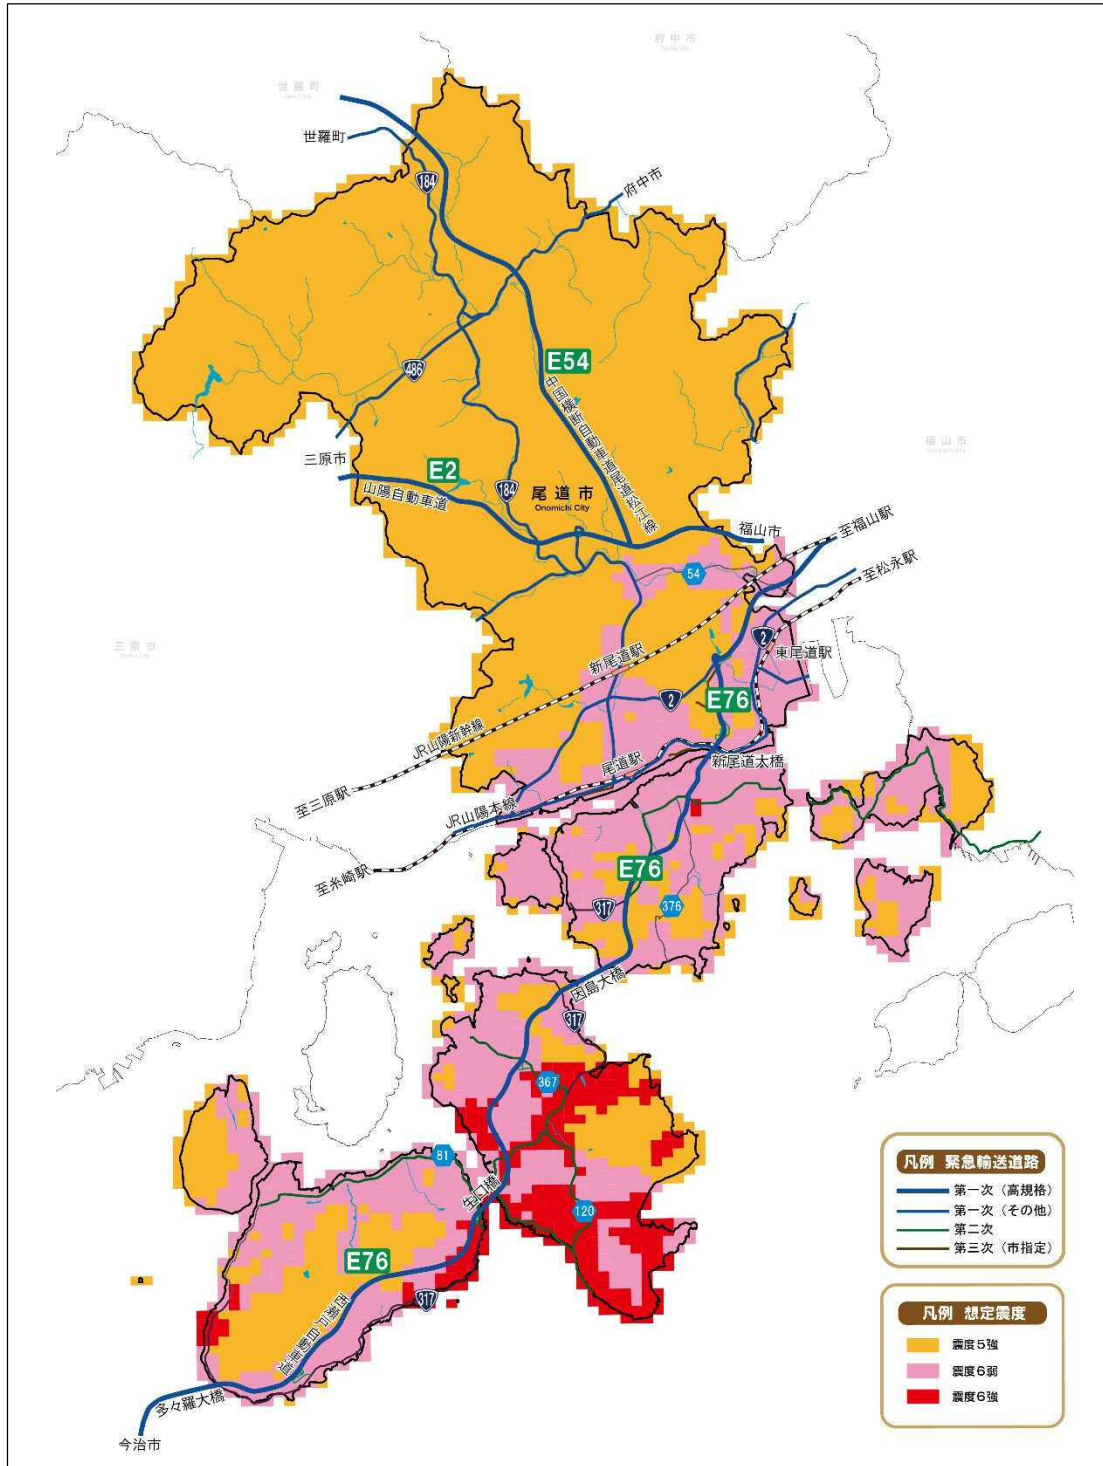 府中市
世羅町
世羅町
184
府中市
E54
486
中国横断自動車道尾道松江線
福山市
三原市
E2
山陽自動車道
184
尾道市
Onomichi City
福山市
至福山駅
至松永駅
54
三原市
新尾道駅
2
東尾道駅
2
E76
JR山陽新幹線
尾道駅
新尾道大橋
至三原駅
JR山陽本線
至糸崎駅
E76
317
376
因島大橋
317
367
81
生口橋
120
E76
317
西瀬戸自動車道
多々羅大橋
今治市
凡例 緊急輸送道路
第一次（高規格）
第一次（その他）
第二次
第三次（市指定）
凡例 想定震度
震度5強
震度6弱
震度6強